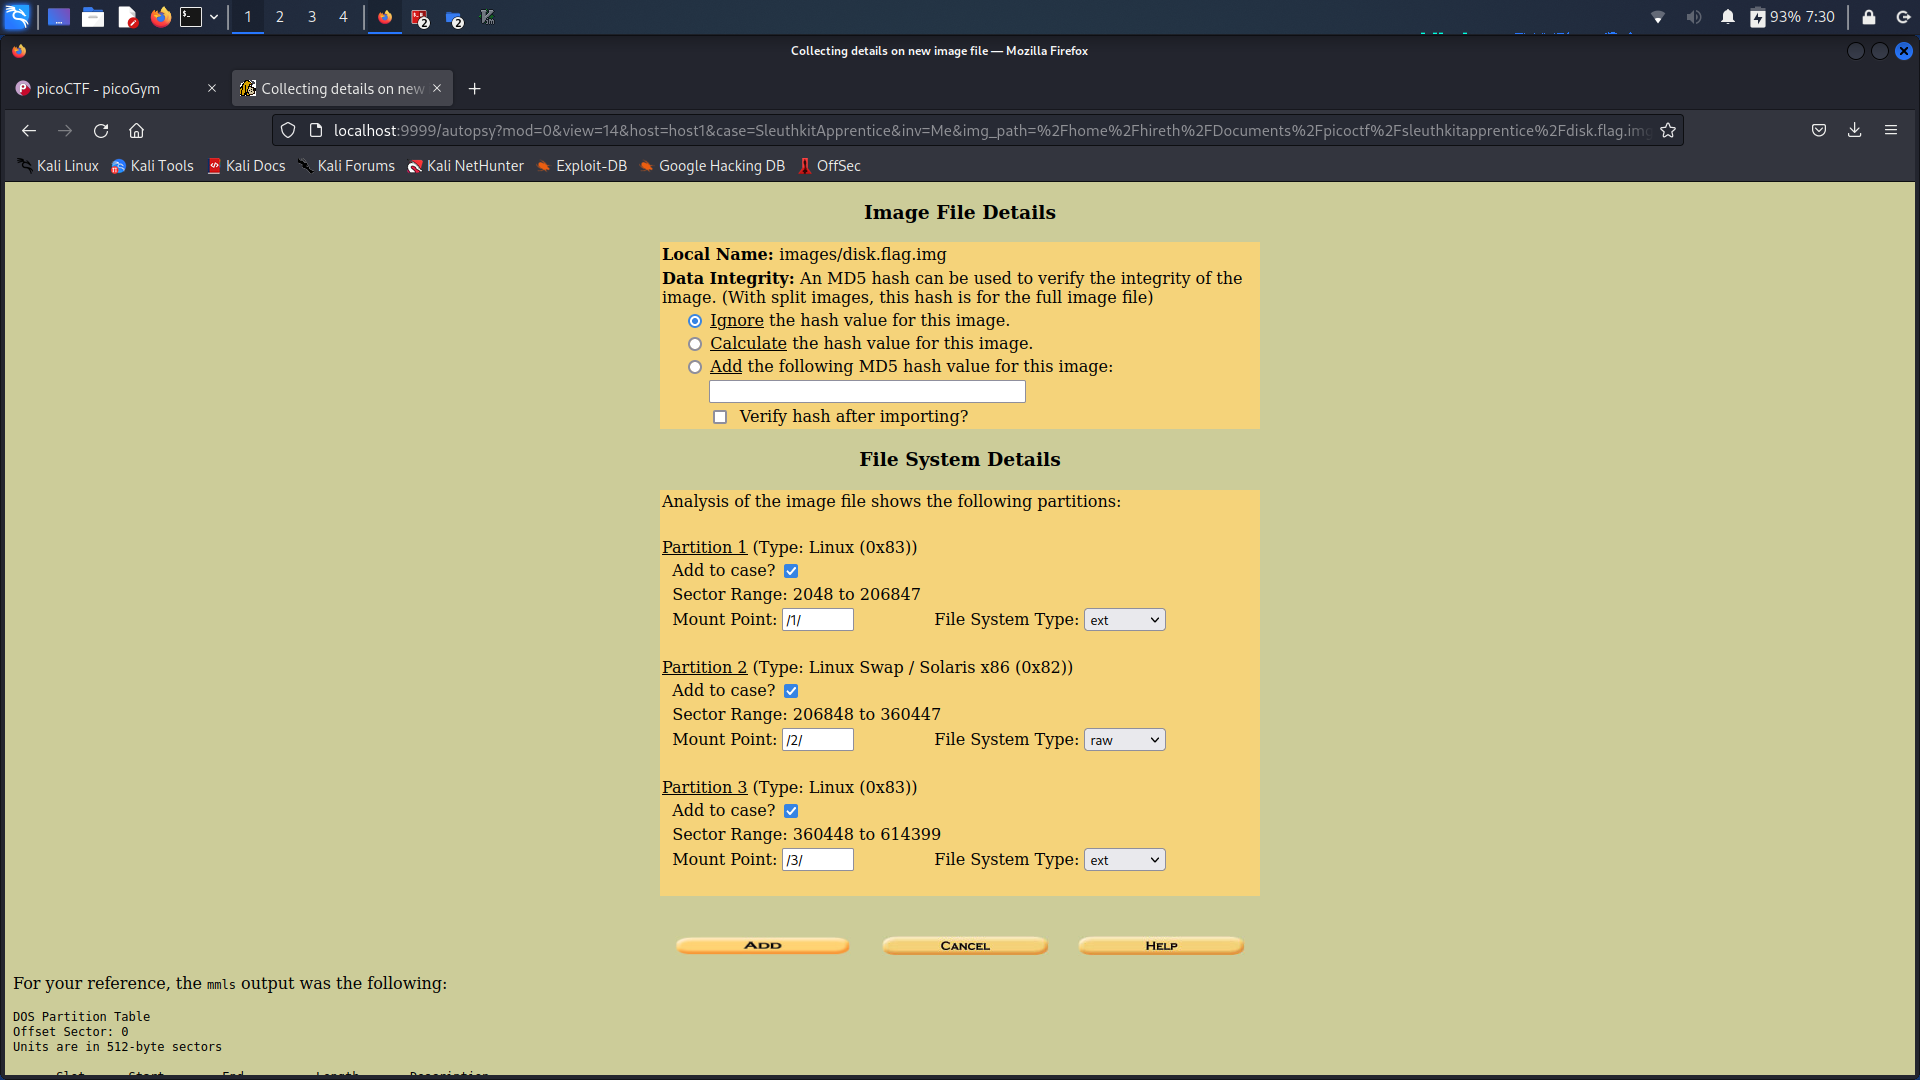 1 2 3 4 2 2 93% 7:30
Collecting details on new image file — Mozilla Firefox
picoCTF - picoGym
Collecting details on new
localhost:9999/autopsy?mod=0&view=14&host=host1&case=SleuthkitApprentice&inv=Me&img_path=%2Fhome%2Fhireth%2FDocuments%2Fpicoctf%2Fsleuthkitapprentice%2Fdisk.flag.img
Kali Linux Kali Tools Kali Docs Kali Forums Kali NetHunter Exploit-DB Google Hacking DB OffSec
Image File Details
Local Name: images/disk.flag.img
Data Integrity: An MD5 hash can be used to verify the integrity of the
image. (With split images, this hash is for the full image file)
Ignore the hash value for this image.
Calculate the hash value for this image.
Add the following MD5 hash value for this image:
Verify hash after importing?
File System Details
Analysis of the image file shows the following partitions:
Partition 1 (Type: Linux (0x83))
Add to case?
Sector Range: 2048 to 206847
Mount Point: /1/ File System Type: ext
Partition 2 (Type: Linux Swap / Solaris x86 (0x82))
Add to case?
Sector Range: 206848 to 360447
Mount Point: /2/ File System Type: raw
Partition 3 (Type: Linux (0x83))
Add to case?
Sector Range: 360448 to 614399
Mount Point: /3/ File System Type: ext
ADD CANCEL HELP
For your reference, the mmls output was the following:
DOS Partition Table
Offset Sector: 0
Units are in 512-byte sectors
Slot Start End Length Description